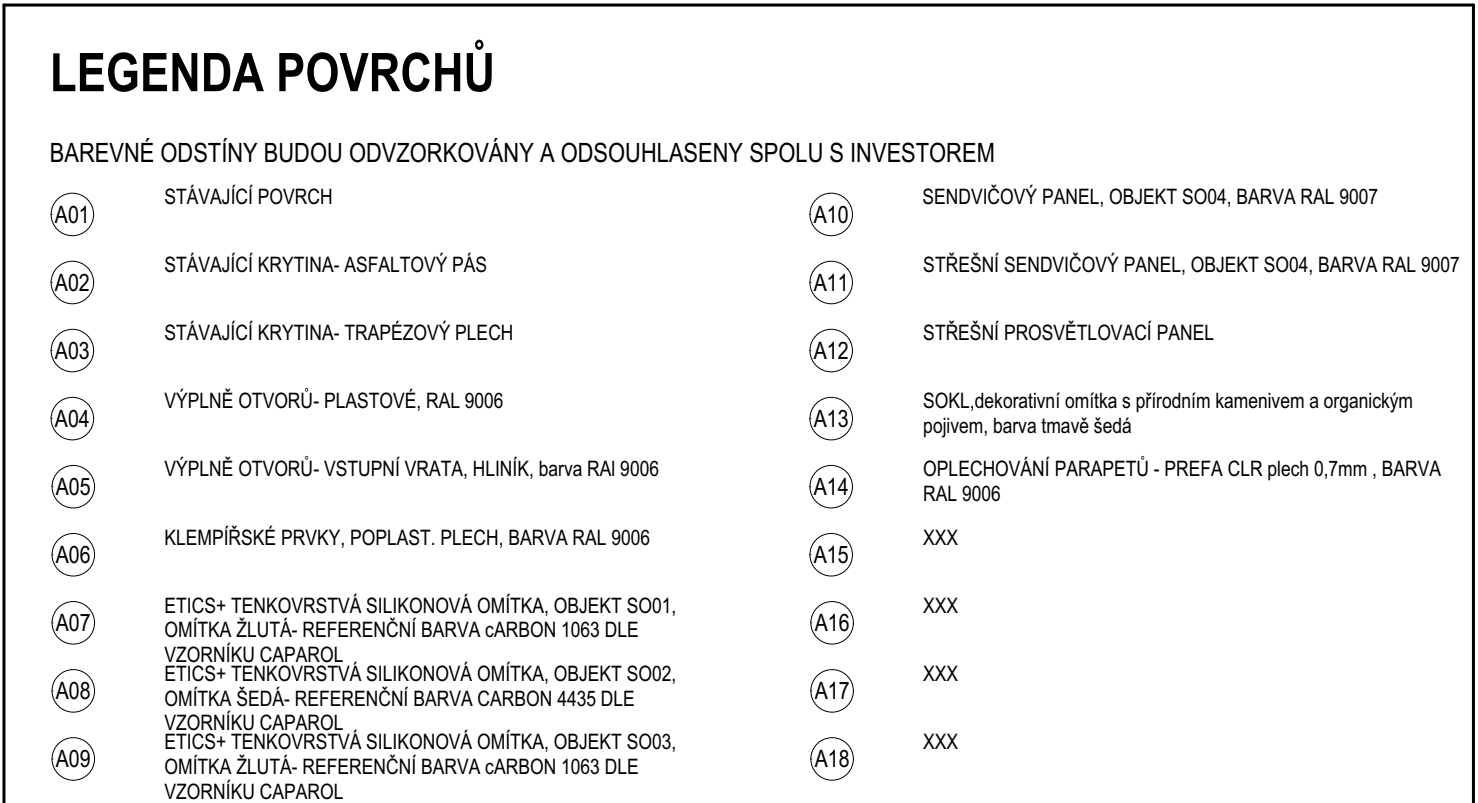 LEGENDA POVRCHŮ
BAREVNÉ ODSTÍNY BUDOU ODVZORKOVÁNY A ODSOUHLASENY SPOLU S INVESTOREM
A01 STÁVAJÍCÍ POVRCH
A02 STÁVAJÍCÍ KRYTINA- ASFALTOVÝ PÁS
A03 STÁVAJÍCÍ KRYTINA- TRAPÉZOVÝ PLECH
A04 VÝPLNĚ OTVORŮ- PLASTOVÉ, RAL 9006
A05 VÝPLNĚ OTVORŮ- VSTUPNÍ VRATA, HLINÍK, barva RAl 9006
A06 KLEMPÍŘSKÉ PRVKY, POPLAST. PLECH, BARVA RAL 9006
A07 ETICS+ TENKOVRSTVÁ SILIKONOVÁ OMÍTKA, OBJEKT SO01,
OMÍTKA ŽLUTÁ- REFERENČNÍ BARVA cARBON 1063 DLE
VZORNÍKU CAPAROL
A08 ETICS+ TENKOVRSTVÁ SILIKONOVÁ OMÍTKA, OBJEKT SO02,
OMÍTKA ŠEDÁ- REFERENČNÍ BARVA CARBON 4435 DLE
VZORNÍKU CAPAROL
A09 ETICS+ TENKOVRSTVÁ SILIKONOVÁ OMÍTKA, OBJEKT SO03,
OMÍTKA ŽLUTÁ- REFERENČNÍ BARVA cARBON 1063 DLE
VZORNÍKU CAPAROL
A10 SENDVIČOVÝ PANEL, OBJEKT SO04, BARVA RAL 9007
A11 STŘEŠNÍ SENDVIČOVÝ PANEL, OBJEKT SO04, BARVA RAL 9007
A12 STŘEŠNÍ PROSVĚTLOVACÍ PANEL
A13 SOKL,dekorativní omítka s přírodním kamenivem a organickým
pojivem, barva tmavě šedá
A14 OPLECHOVÁNÍ PARAPETŮ - PREFA CLR plech 0,7mm , BARVA
RAL 9006
A15 XXX
A16 XXX
A17 XXX
A18 XXX